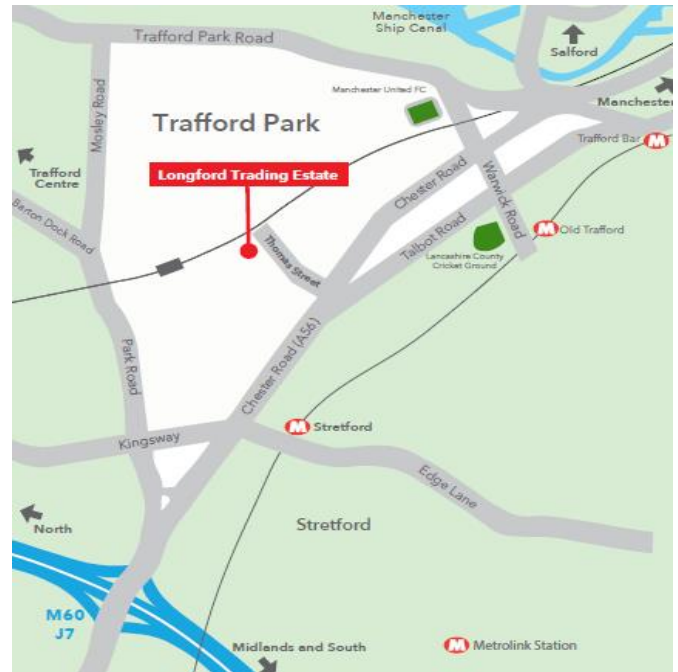 Manchester
Ship Canal
Trafford Park Road
Salford
Mosley Road
Manchester United FC
Manchester
Trafford Park
Trafford Bar
M
Trafford
Centre
Longford Trading Estate
Chester Road
Warwick Road
Barton Dock Road
Talbot Road
M
Old Trafford
Thomas Street
Lancashire County
Cricket Ground
Chester Road (A56)
Park Road
M
Stretford
Kingsway
Edge Lane
North
Stretford
M60
J7
Midlands and South
M
Metrolink Station